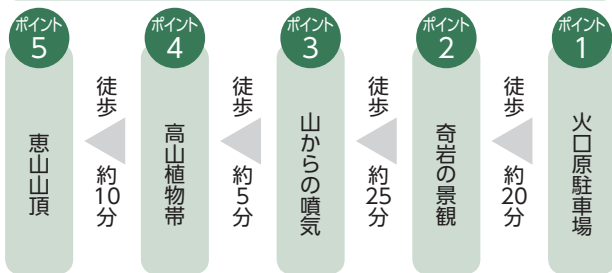 ポイント
1
火口原駐車場
徒歩
約20分
ポイント
2
奇岩の景観
徒歩
約25分
ポイント
3
山からの噴気
徒歩
約5分
ポイント
4
高山植物帯
徒歩
約10分
ポイント
5
恵山山頂